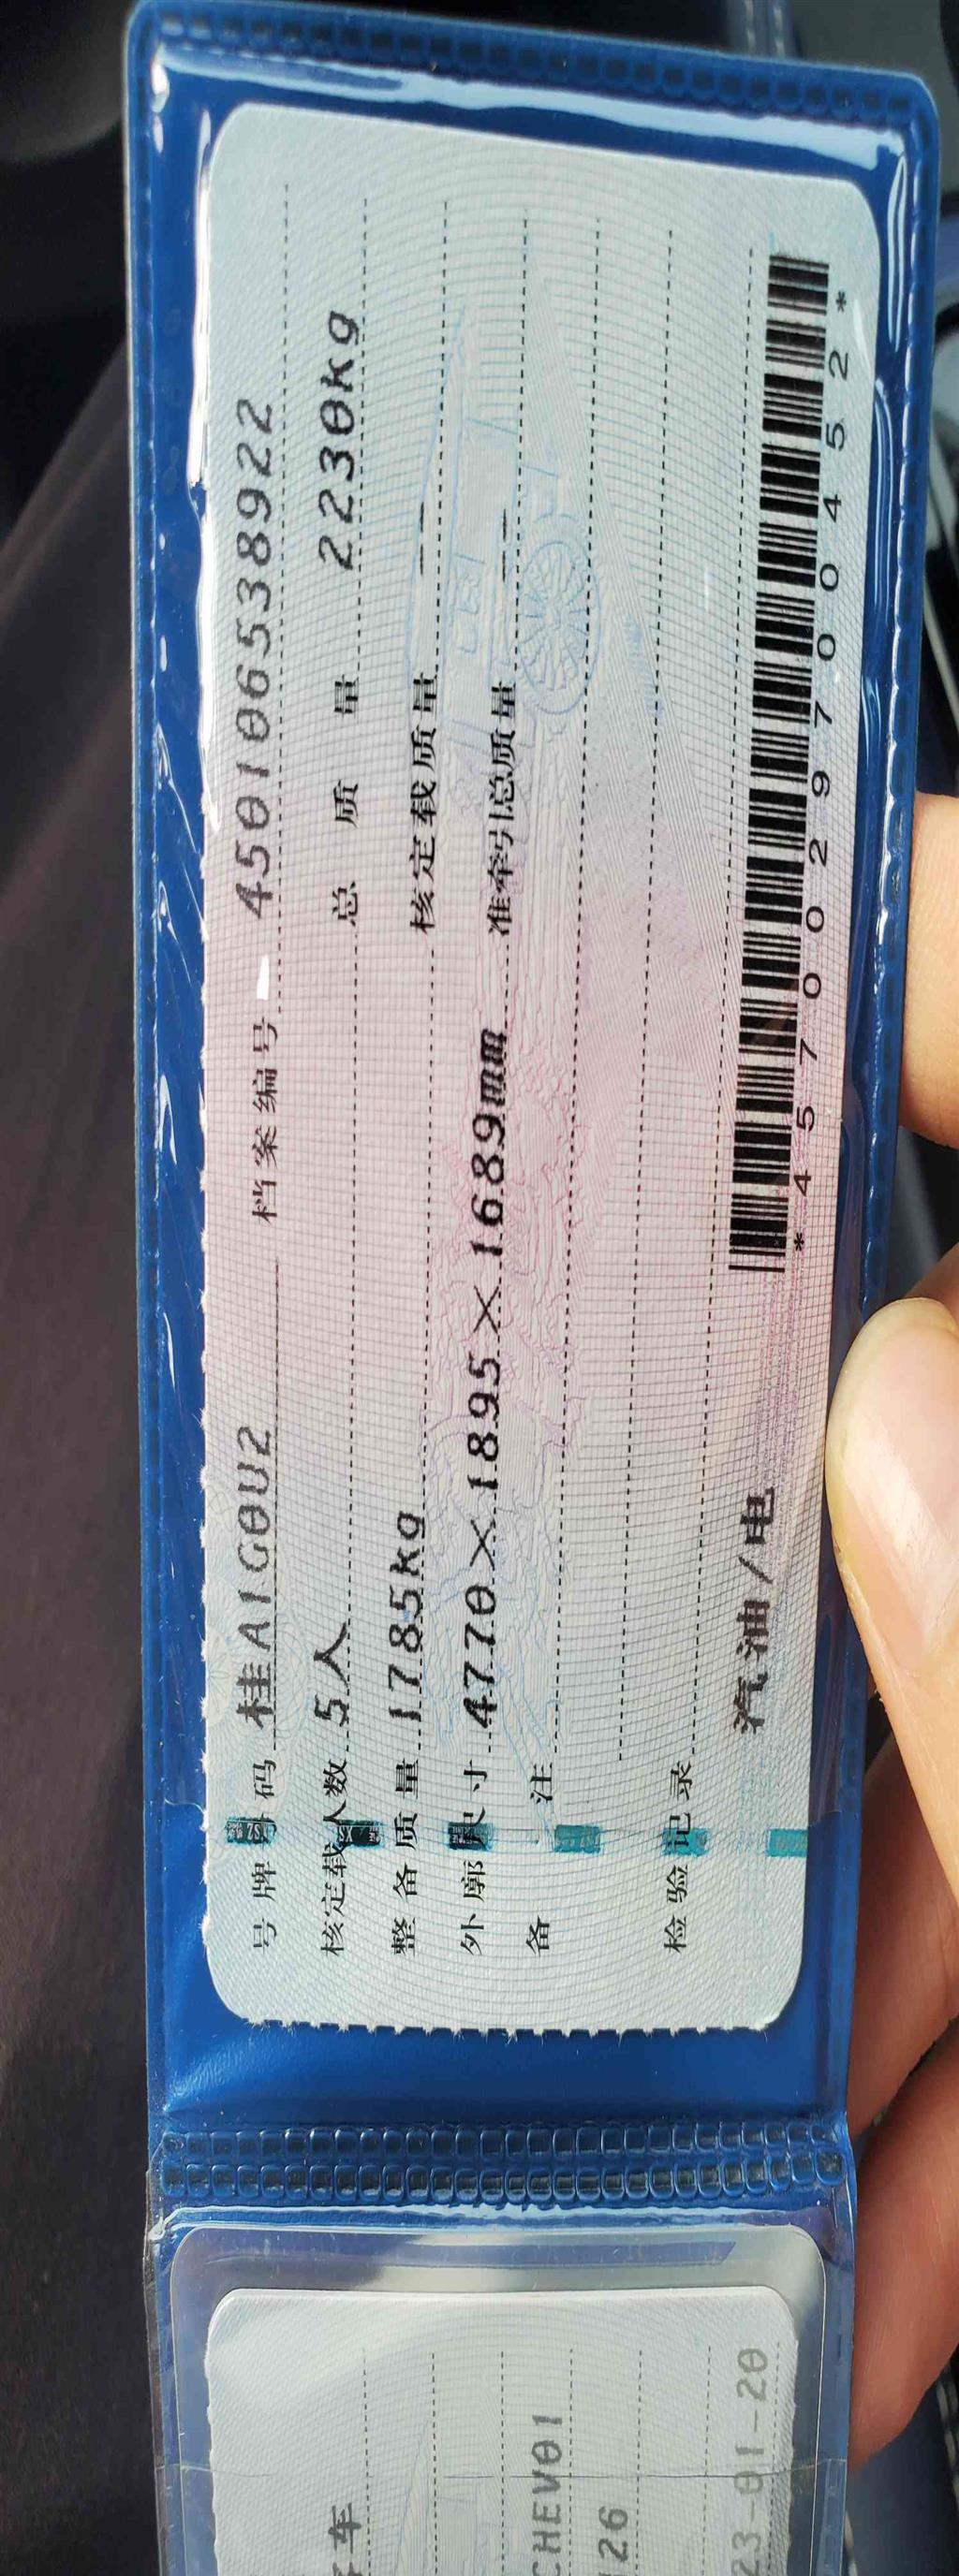 号牌号码 桂A1G0U2 档案编号 450106538922
核定载人数 5人 总质量 2230kg
整备质量 1785kg 核定载质量 --
外廓尺寸 4770×1895×1689mm 准牵引总质量 --
备注
检验记录
汽油/电
*4570029700452*
车
CHEV01
126
23-01-20